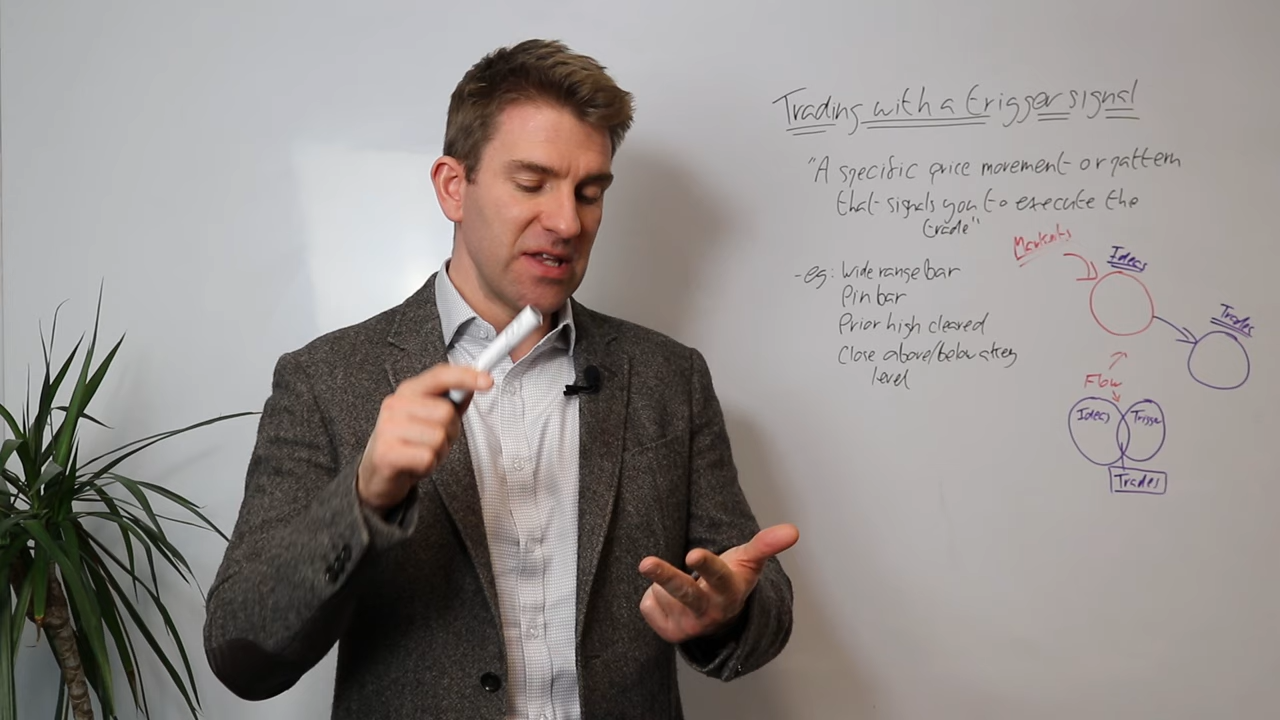 Trading with a trigger signal
"A specific price movement or pattern
that signals you to execute the
trade"
- eg: Wide range bar
Pin bar
Prior high cleared
Close above/below a key
level
Markets
Ideas
Trades
Flow
Ideas
Trigger
Trades